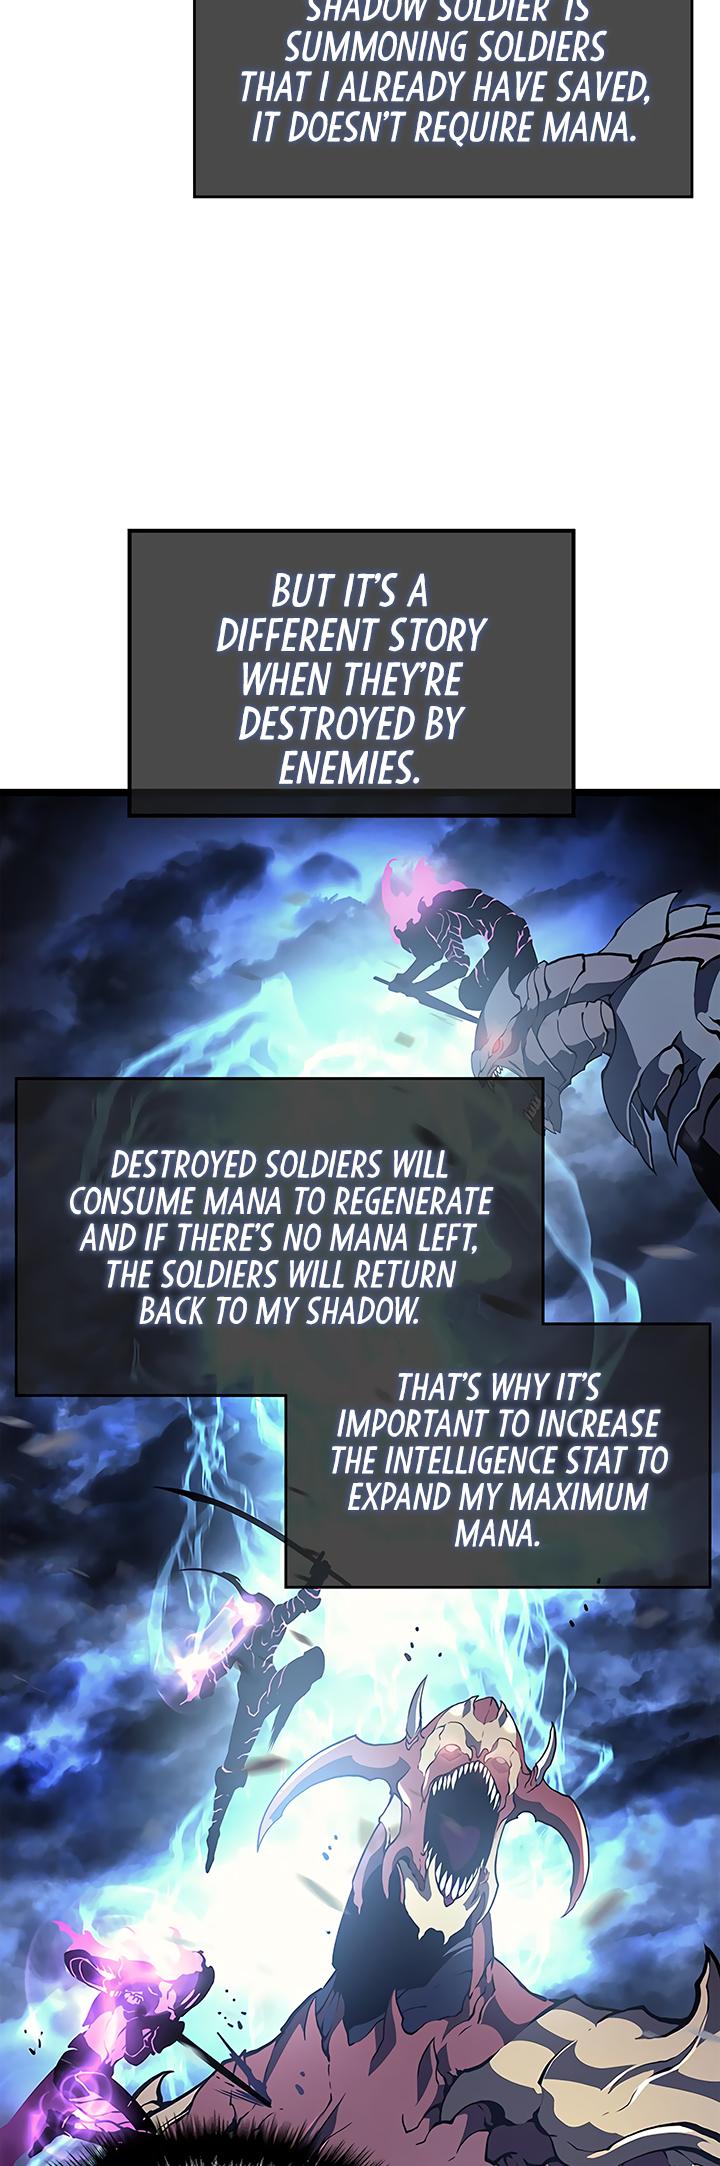 SHADOW SOLDIER' IS
SUMMONING SOLDIERS
THAT I ALREADY HAVE SAVED,
IT DOESN'T REQUIRE MANA.
BUT IT'S A
DIFFERENT STORY
WHEN THEY'RE
DESTROYED BY
ENEMIES.
DESTROYED SOLDIERS WILL
CONSUME MANA TO REGENERATE
AND IF THERE'S NO MANA LEFT,
THE SOLDIERS WILL RETURN
BACK TO MY SHADOW.
THAT'S WHY IT'S
IMPORTANT TO INCREASE
THE INTELLIGENCE STAT TO
EXPAND MY MAXIMUM
MANA.